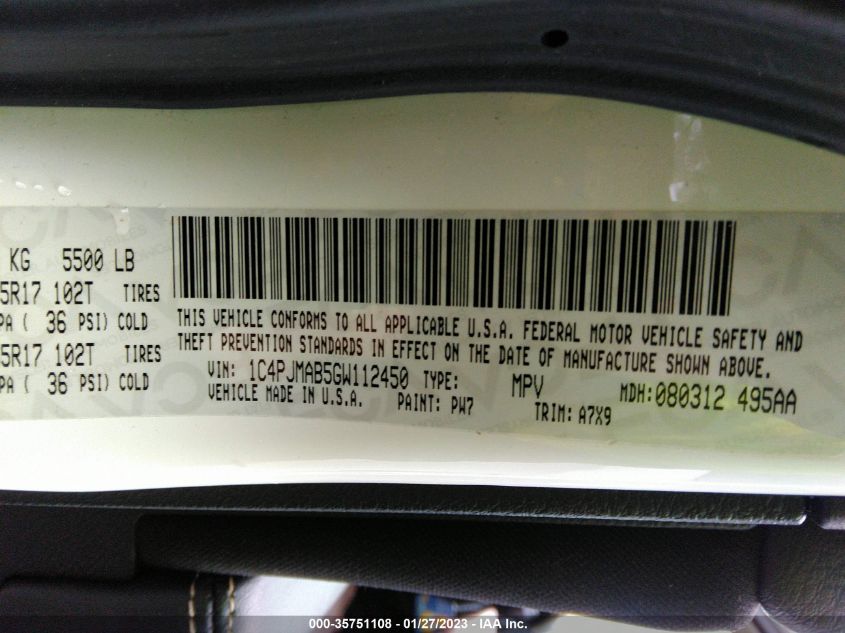 KG 5500 LB
5R17 102T TIRES
PA ( 36 PSI) COLD
5R17 102T TIRES
PA ( 36 PSI) COLD
THIS VEHICLE CONFORMS TO ALL APPLICABLE U.S.A. FEDERAL MOTOR VEHICLE SAFETY AND
THEFT PREVENTION STANDARDS IN EFFECT ON THE DATE OF MANUFACTURE SHOWN ABOVE.
VIN: 1C4PJMAB5GW112450 TYPE: MPV MDH:080312 495AA
VEHICLE MADE IN U.S.A. PAINT: PW7 TRIM: A7X9
000-35751108 - 01/27/2023 - IAA Inc.